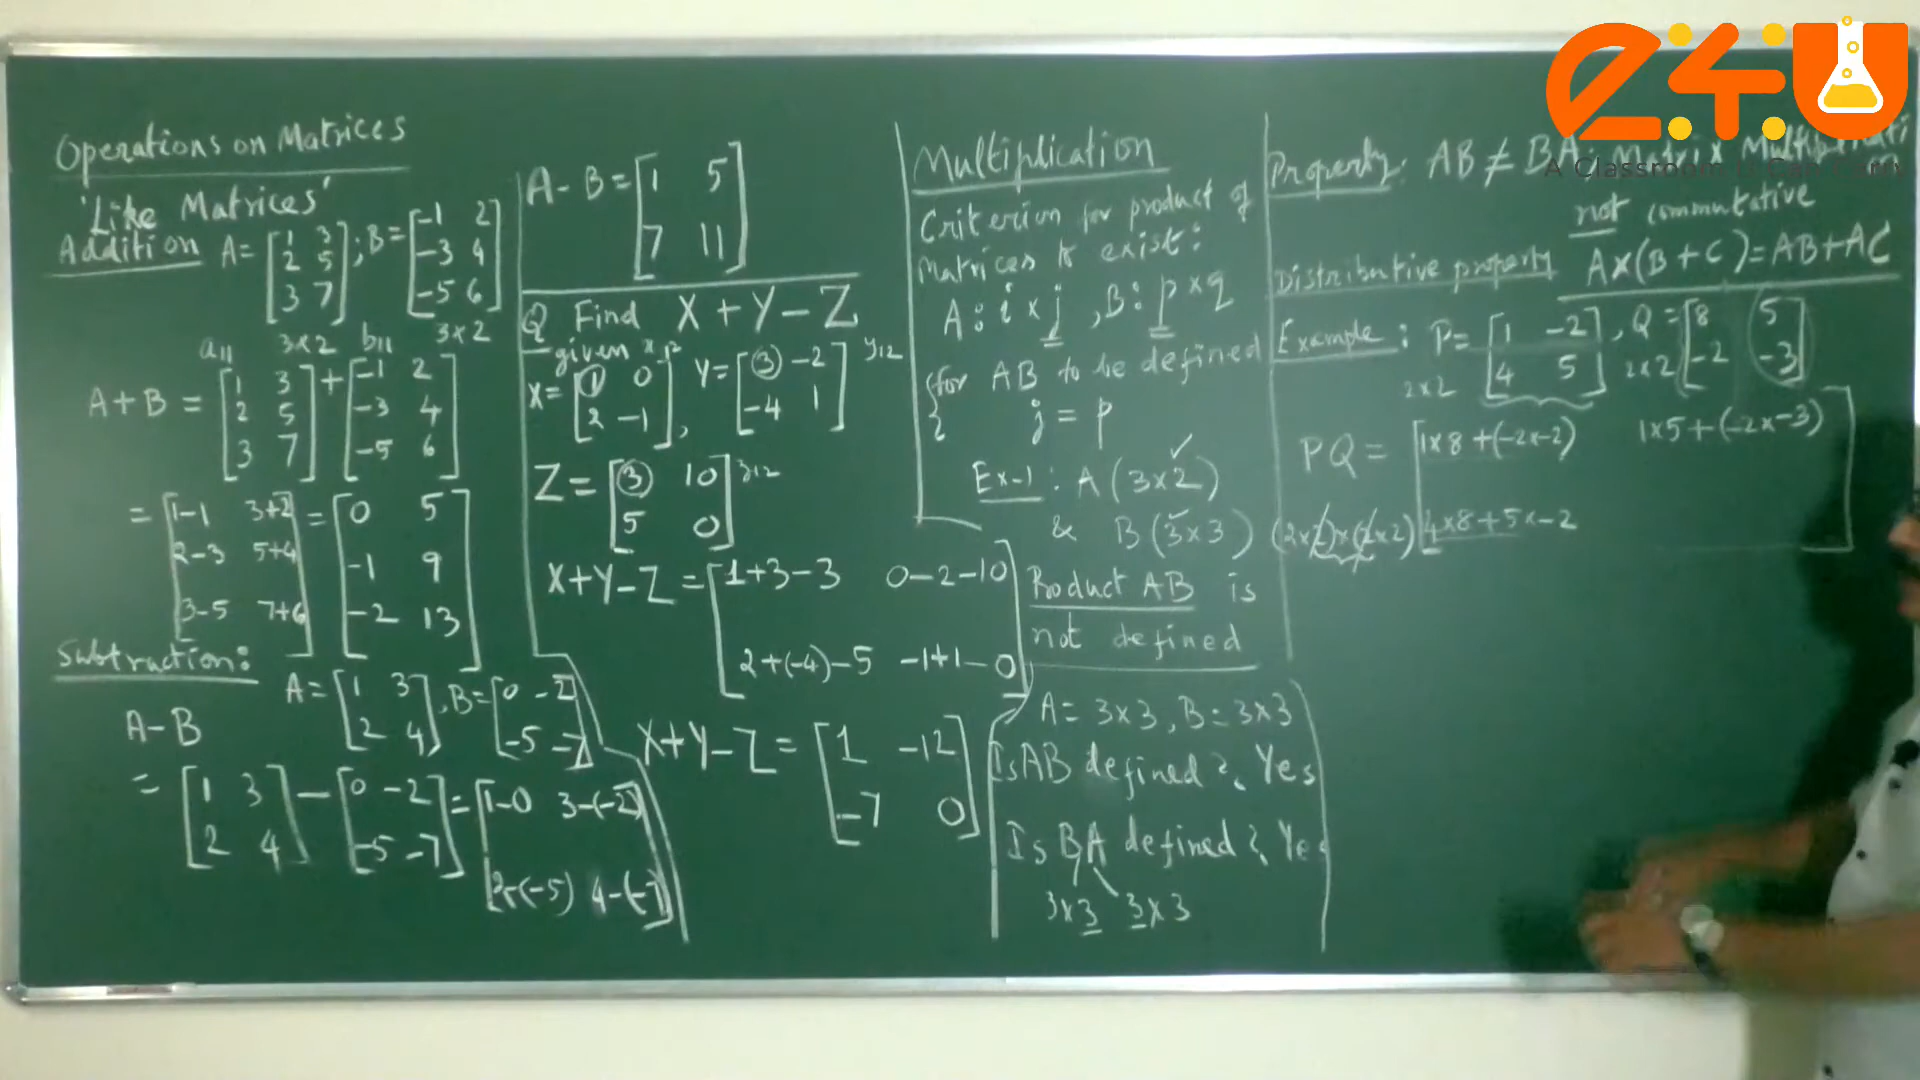 Operations on Matrices
'Like Matrices'
Addition A = [1 3; 2 5; 3 7] ; B = [-1 2; -3 4; -5 6]
a11 3x2 b11 3x2
A+B = [1 3; 2 5; 3 7] + [-1 2; -3 4; -5 6]
= [1-1 3+2; 2-3 5+4; 3-5 7+6] = [0 5; -1 9; -2 13]
Subtraction:
A = [1 3; 2 4], B = [0 -2; -5 -7]
A-B
= [1 3; 2 4] - [0 -2; -5 -7] = [1-0 3-(-2); 2-(-5) 4-(-7)]
A-B = [1 5; 7 11]
Q Find X+Y-Z
given x12
X = [1 0; 2 -1], Y = [3 -2; -4 1] y12
Z = [3 10; 5 0] z12
X+Y-Z = [1+3-3 0-2-10; 2+(-4)-5 -1+1-0]
X+Y-Z = [1 -12; -7 0]
Multiplication
Criterion for product of
Matrices to exist:
A: i x j, B: p x q
for AB to be defined
j = p
Ex-1: A (3x2) ✓
& B (3x3) ✓
Product AB is
not defined
A = 3x3, B = 3x3
Is AB defined?, Yes
Is BA defined?, Yes
3x3 3x3
e4U
Property: AB ≠ BA; Matrix Multiplicati
not commutative
Distributive property A x (B+C) = AB+AC
Example: P = [1 -2; 4 5], Q = [8 5; -2 -3]
2x2 2x2
PQ = [1x8+(-2x-2) 1x5+(-2x-3); 4x8+5x-2
(2x2)x(2x2)